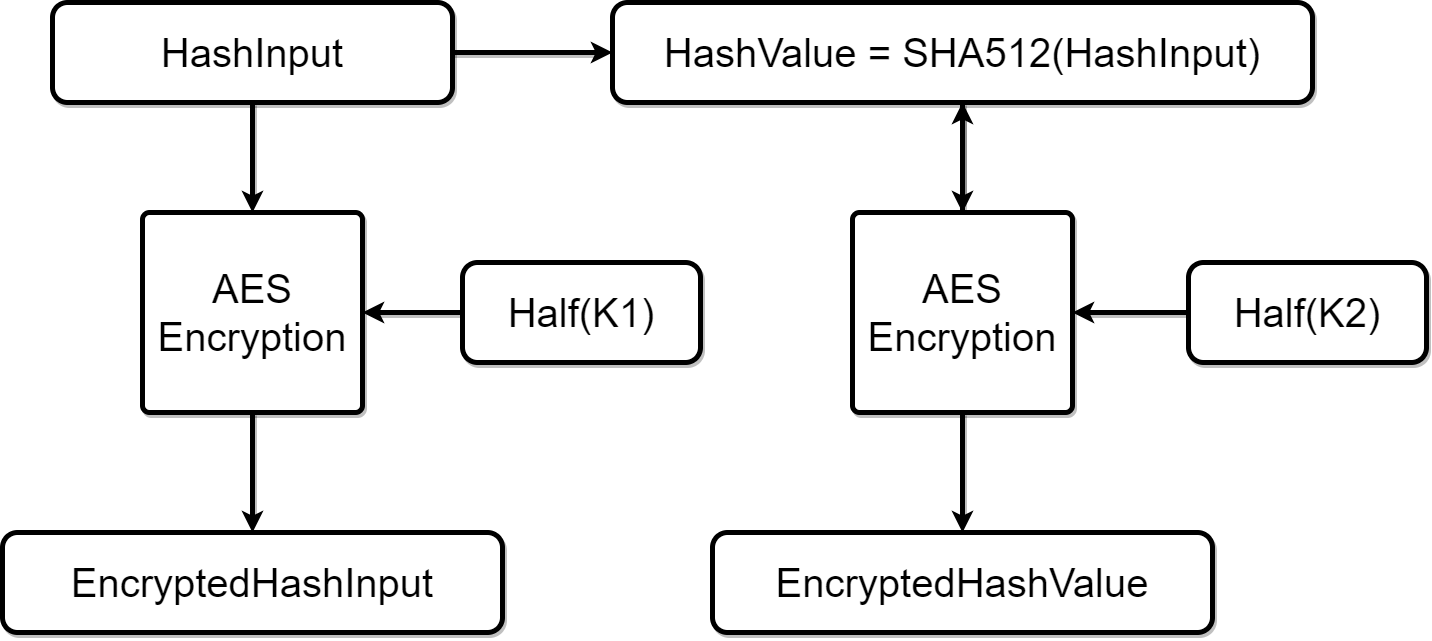 HashInput
HashValue = SHA512(HashInput)
AES
Encryption
Half(K1)
AES
Encryption
Half(K2)
EncryptedHashInput
EncryptedHashValue